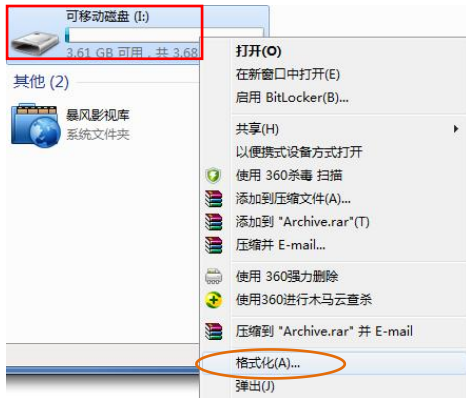 可移动磁盘 (I:)
3.61 GB 可用，共 3.68
其他 (2)
暴风影视库
系统文件夹
打开(O)
在新窗口中打开(E)
启用 BitLocker(B)...
共享(H)
以便携式设备方式打开
使用 360杀毒 扫描
添加到压缩文件(A)...
添加到 "Archive.rar"(T)
压缩并 E-mail...
使用 360强力删除
使用360进行木马云查杀
压缩到 "Archive.rar" 并 E-mail
格式化(A)...
弹出(J)